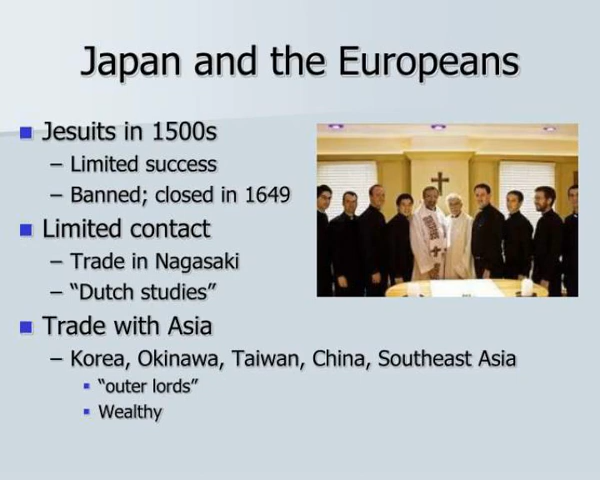 Japan and the Europeans
Jesuits in 1500s
– Limited success
– Banned; closed in 1649
Limited contact
– Trade in Nagasaki
– “Dutch studies”
Trade with Asia
– Korea, Okinawa, Taiwan, China, Southeast Asia
“outer lords”
Wealthy